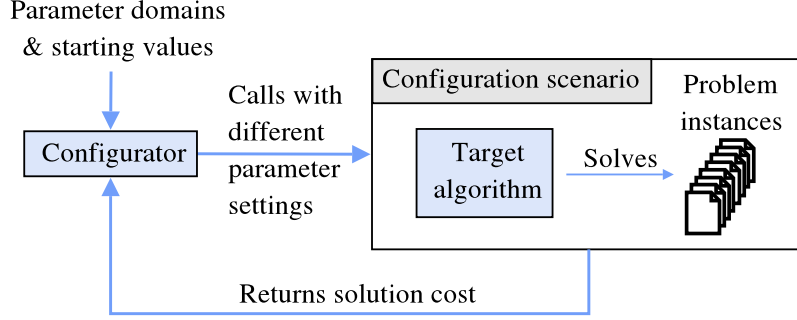 Parameter domains
& starting values
Configurator
Calls with
different
parameter
settings
Configuration scenario
Target
algorithm
Solves
Problem
instances
Returns solution cost